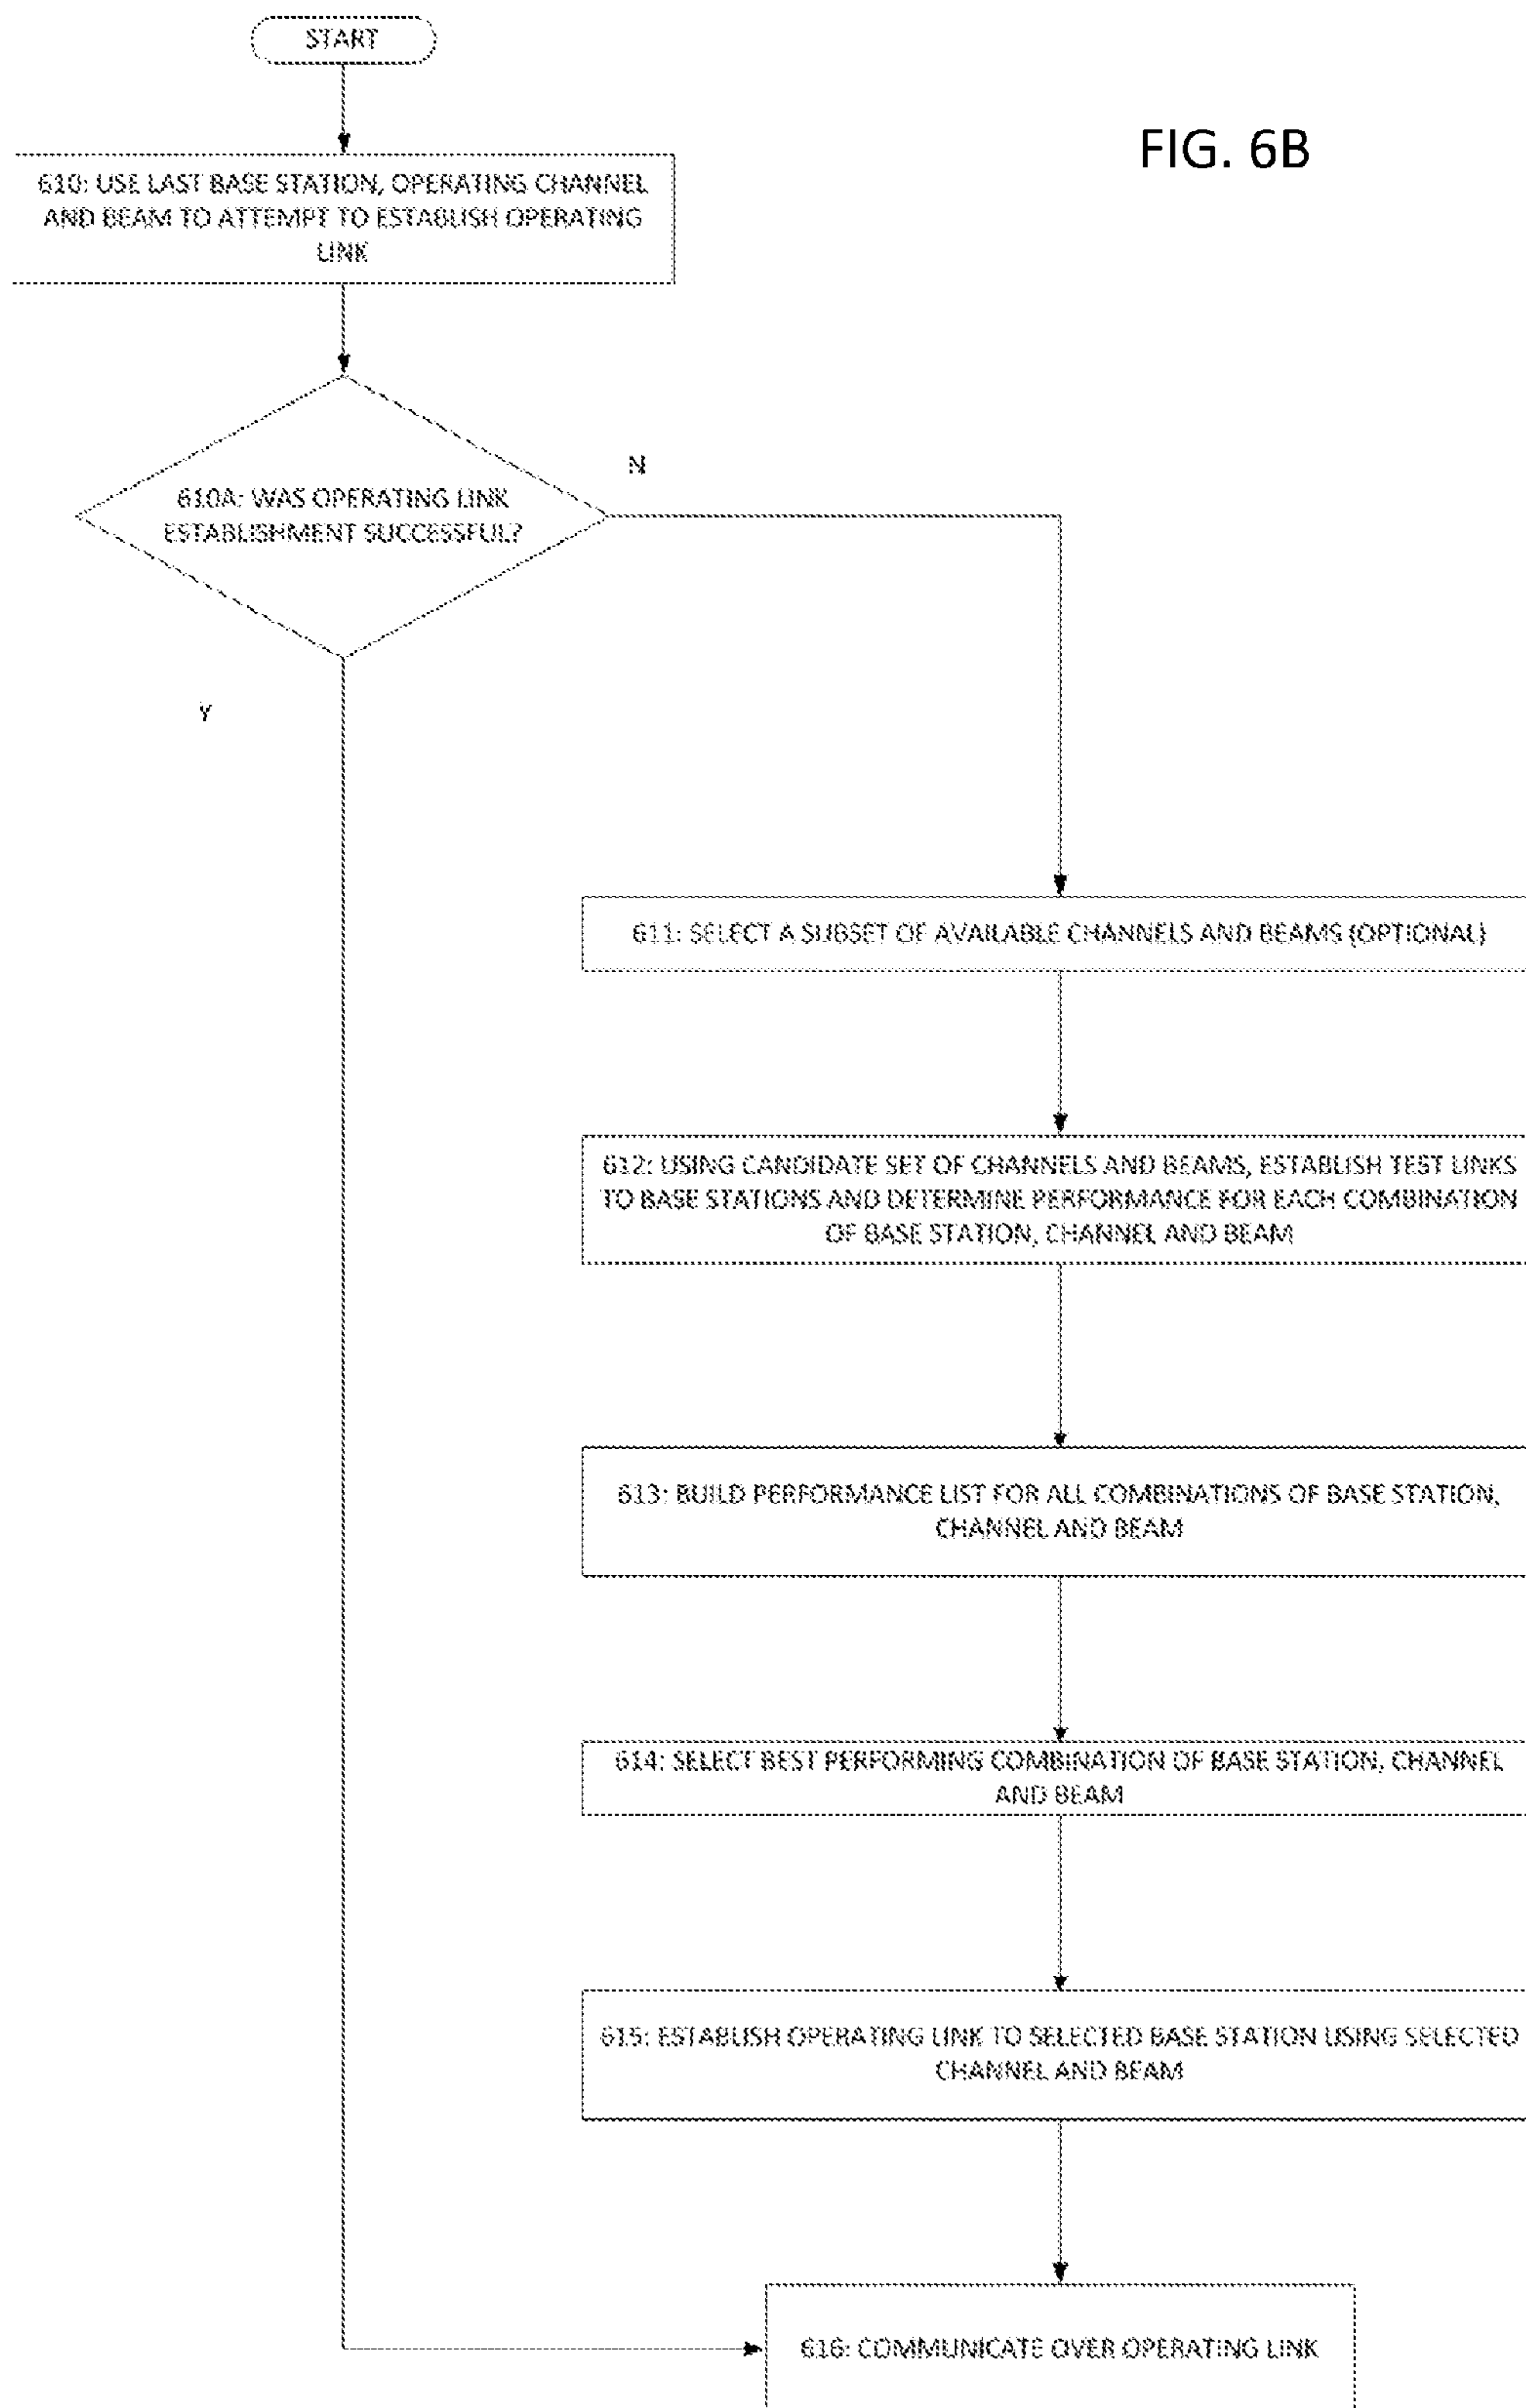 START
FIG. 6B
610: USE LAST BASE STATION, OPERATING CHANNEL
AND BEAM TO ATTEMPT TO ESTABLISH OPERATING
LINK
N
610A: WAS OPERATING LINK
ESTABLISHMENT SUCCESSFUL?
Y
611: SELECT A SUBSET OF AVAILABLE CHANNELS AND BEAMS (OPTIONAL)
612: USING CANDIDATE SET OF CHANNELS AND BEAMS, ESTABLISH TEST LINKS
TO BASE STATIONS AND DETERMINE PERFORMANCE FOR EACH COMBINATION
OF BASE STATION, CHANNEL AND BEAM
613: BUILD PERFORMANCE LIST FOR ALL COMBINATIONS OF BASE STATION,
CHANNEL AND BEAM
614: SELECT BEST PERFORMING COMBINATION OF BASE STATION, CHANNEL
AND BEAM
615: ESTABLISH OPERATING LINK TO SELECTED BASE STATION USING SELECTED
CHANNEL AND BEAM
616: COMMUNICATE OVER OPERATING LINK